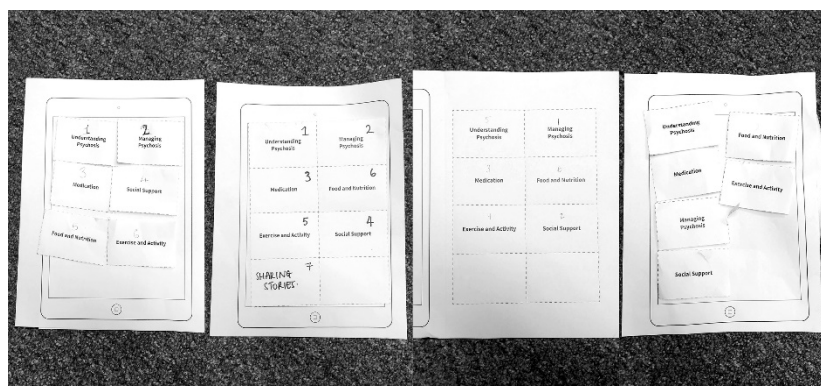 1
Understanding
Psychosis
2
Managing
Psychosis
3
Medication
4
Social Support
5
Food and Nutrition
6
Exercise and Activity
1
Understanding
Psychosis
2
Managing
Psychosis
3
Medication
6
Food and Nutrition
5
Exercise and Activity
4
Social Support
7
SHARING
STORIES.
Understanding
Psychosis
1
Managing
Psychosis
Medication
Food and Nutrition
Exercise and Activity
Social Support
Understanding
Psychosis
Food and Nutrition
Medication
Exercise and Activity
Managing
Psychosis
Social Support